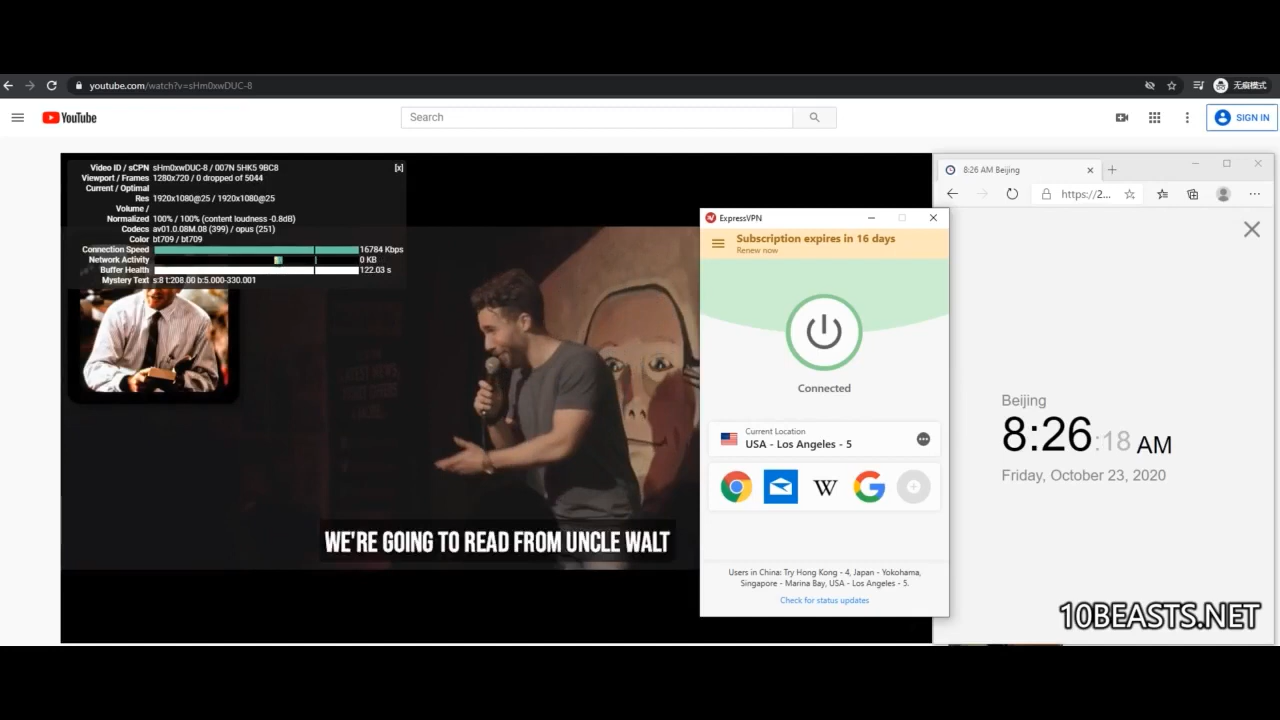 youtube.com/watch?v=sHm0xwDUC-8
无痕模式
YouTube
Search
SIGN IN
Video ID / sCPN sHm0xwDUC-8 / 007N 5HK5 9BC8
Viewport / Frames 1280x720 / 0 dropped of 5044
Current / Optimal
Res 1920x1080@25 / 1920x1080@25
Volume /
Normalized 100% / 100% (content loudness -0.8dB)
Codecs av01.0.08M.08 (399) / opus (251)
Color bt709 / bt709
Connection Speed 16784 Kbps
Network Activity 0 KB
Buffer Health 122.03 s
Mystery Text s:8 t:208.00 b:5.000-330.001
[x]
WE'RE GOING TO READ FROM UNCLE WALT
ExpressVPN
Subscription expires in 16 days
Renew now
Connected
Current Location
USA - Los Angeles - 5
W
G
Users in China: Try Hong Kong - 4, Japan - Yokohama,
Singapore - Marina Bay, USA - Los Angeles - 5.
Check for status updates
8:26 AM Beijing
https://2...
Beijing
8:26:18 AM
Friday, October 23, 2020
10BEASTS.NET